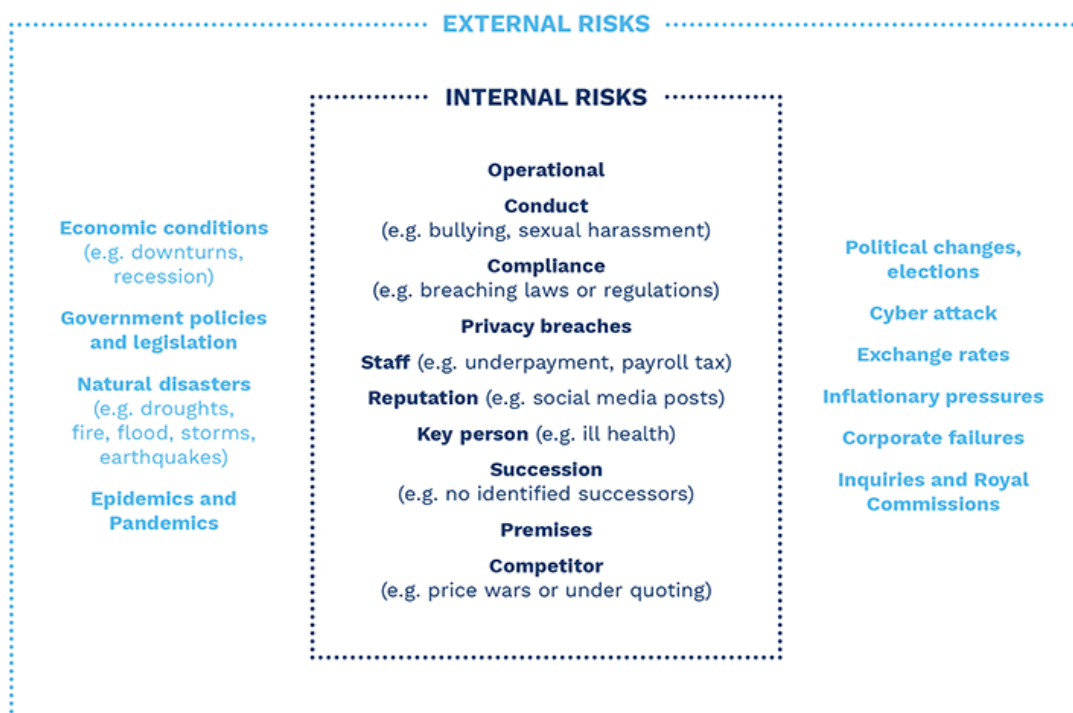 EXTERNAL RISKS
INTERNAL RISKS
Economic conditions
(e.g. downturns,
recession)
Government policies
and legislation
Natural disasters
(e.g. droughts,
fire, flood, storms,
earthquakes)
Epidemics and
Pandemics
Operational
Conduct
(e.g. bullying, sexual harassment)
Compliance
(e.g. breaching laws or regulations)
Privacy breaches
Staff (e.g. underpayment, payroll tax)
Reputation (e.g. social media posts)
Key person (e.g. ill health)
Succession
(e.g. no identified successors)
Premises
Competitor
(e.g. price wars or under quoting)
Political changes,
elections
Cyber attack
Exchange rates
Inflationary pressures
Corporate failures
Inquiries and Royal
Commissions